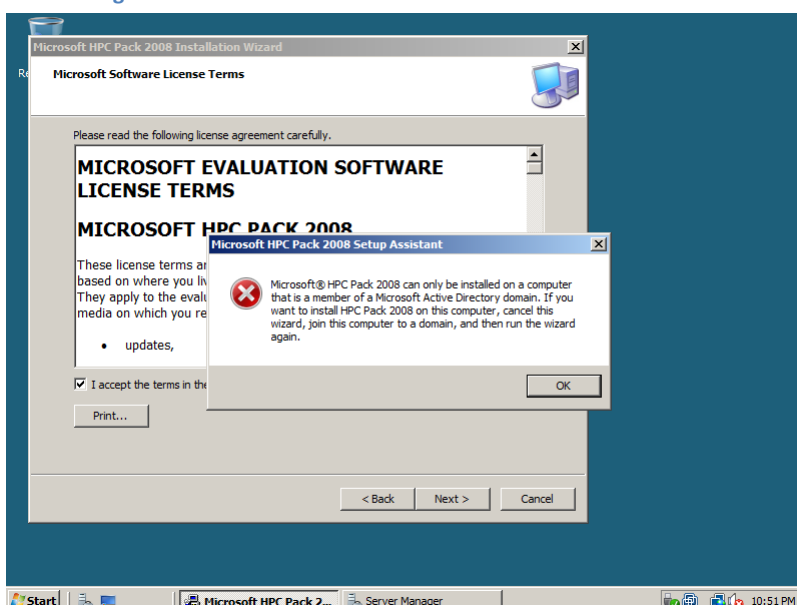 Microsoft HPC Pack 2008 Installation Wizard
Microsoft Software License Terms
Please read the following license agreement carefully.
MICROSOFT EVALUATION SOFTWARE
LICENSE TERMS
MICROSOFT HPC PACK 2008
These license terms
based on where you
They apply to the
media on which you
• updates,
I accept the terms in the
Print...
< Back
Next >
Cancel
Microsoft HPC Pack 2008 Setup Assistant
Microsoft® HPC Pack 2008 can only be installed on a computer
that is a member of a Microsoft Active Directory domain. If you
want to install HPC Pack 2008 on this computer, cancel this
wizard, join this computer to a domain, and then run the wizard
again.
OK
Start
Microsoft HPC Pack 2...
Server Manager
10:51 PM